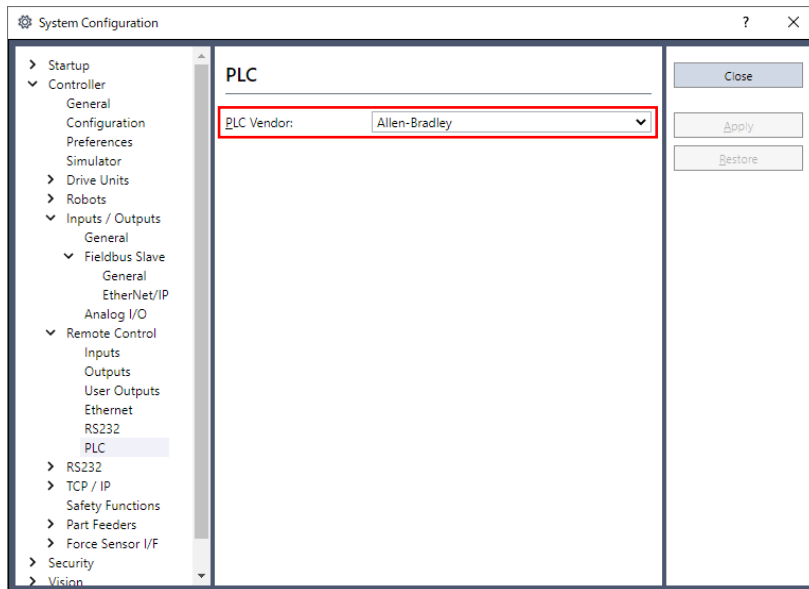 System Configuration
?
Startup
Controller
General
Configuration
Preferences
Simulator
Drive Units
Robots
Inputs / Outputs
General
Fieldbus Slave
General
EtherNet/IP
Analog I/O
Remote Control
Inputs
Outputs
User Outputs
Ethernet
RS232
PLC
RS232
TCP / IP
Safety Functions
Part Feeders
Force Sensor I/F
Security
Vision
PLC
PLC Vendor:
Allen-Bradley
Close
Apply
Restore